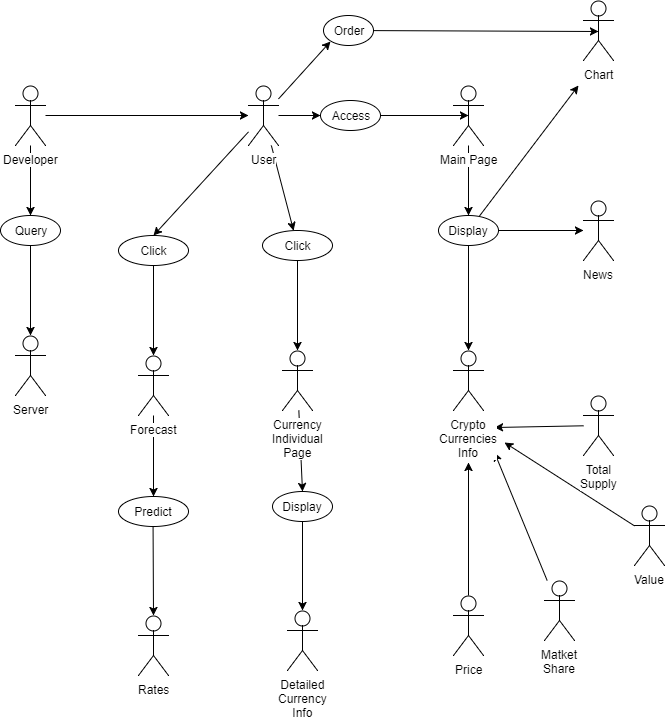 Order
Chart
Access
Developer
User
Main Page
Query
Click
Click
Display
News
Server
Forecast
Currency
Individual
Page
Crypto
Currencies
Info
Total
Supply
Predict
Display
Value
Price
Matket
Share
Rates
Detailed
Currency
Info